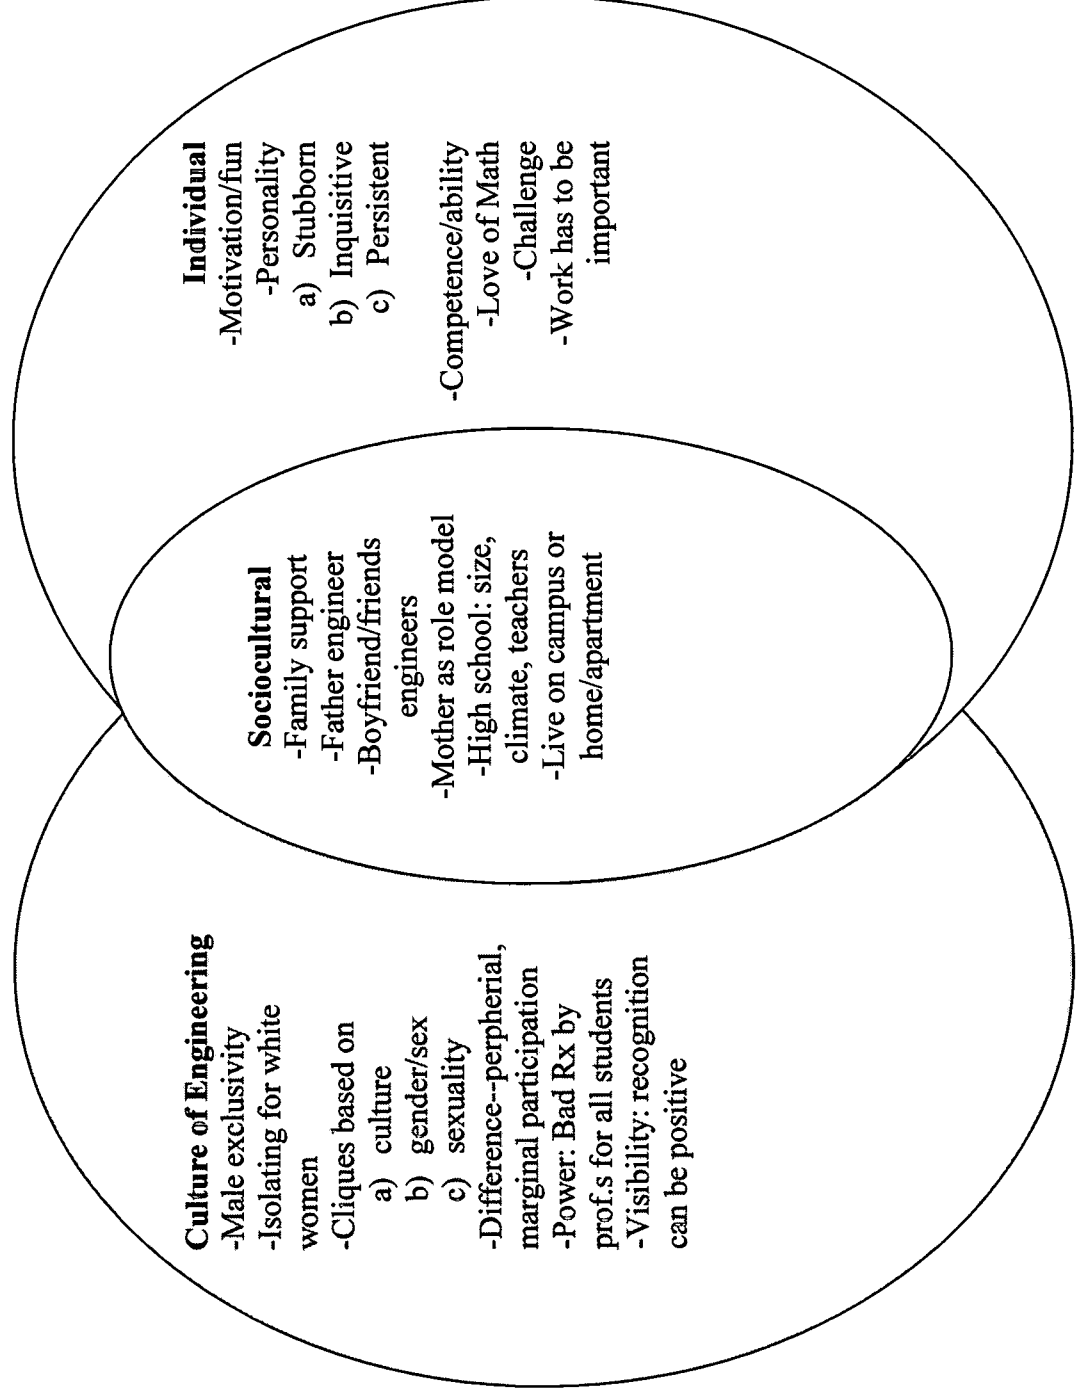 Culture of Engineering
-Male exclusivity
-Isolating for white
women
-Cliques based on
a) culture
b) gender/sex
c) sexuality
-Difference--perpherial,
marginal participation
-Power: Bad Rx by
prof.s for all students
-Visibility: recognition
can be positive
Sociocultural
-Family support
-Father engineer
-Boyfriend/friends
engineers
-Mother as role model
-High school: size,
climate, teachers
-Live on campus or
home/apartment
Individual
-Motivation/fun
-Personality
a) Stubborn
b) Inquisitive
c) Persistent
-Competence/ability
-Love of Math
-Challenge
-Work has to be
important